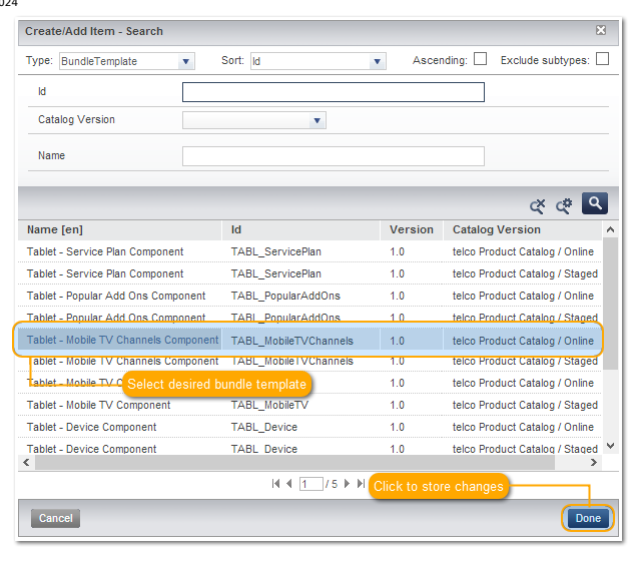 024
Create/Add Item - Search
Type: BundleTemplate Sort: Id Ascending: Exclude subtypes:
Id
Catalog Version
Name
Name [en] Id Version Catalog Version
Tablet - Service Plan Component TABL_ServicePlan 1.0 telco Product Catalog / Online
Tablet - Service Plan Component TABL_ServicePlan 1.0 telco Product Catalog / Staged
Tablet - Popular Add Ons Component TABL_PopularAddOns 1.0 telco Product Catalog / Online
Tablet - Popular Add Ons Component TABL_PopularAddOns 1.0 telco Product Catalog / Staged
Tablet - Mobile TV Channels Component TABL_MobileTVChannels 1.0 telco Product Catalog / Online
Tablet - Mobile TV Channels Component TABL_MobileTVChannels 1.0 telco Product Catalog / Staged
Tablet - Mobile TV C 1.0 telco Product Catalog / Online
Select desired bundle template
Tablet - Mobile TV Component TABL_MobileTV 1.0 telco Product Catalog / Staged
Tablet - Device Component TABL_Device 1.0 telco Product Catalog / Online
Tablet - Device Component TABL_Device 1.0 telco Product Catalog / Staged
1 / 5
Click to store changes
Cancel Done